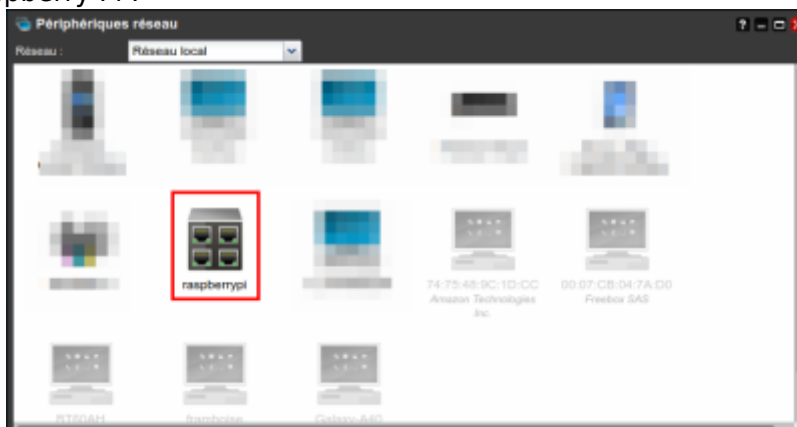 Périphériques réseau
Réseau :
Réseau local
raspberrypi
74:75:48:9C:1D:CC
Amazon Technologies
Inc.
00:07:CB:04:7A:D0
Freebox SAS
RT60AH
framboise
Galaxy-A40